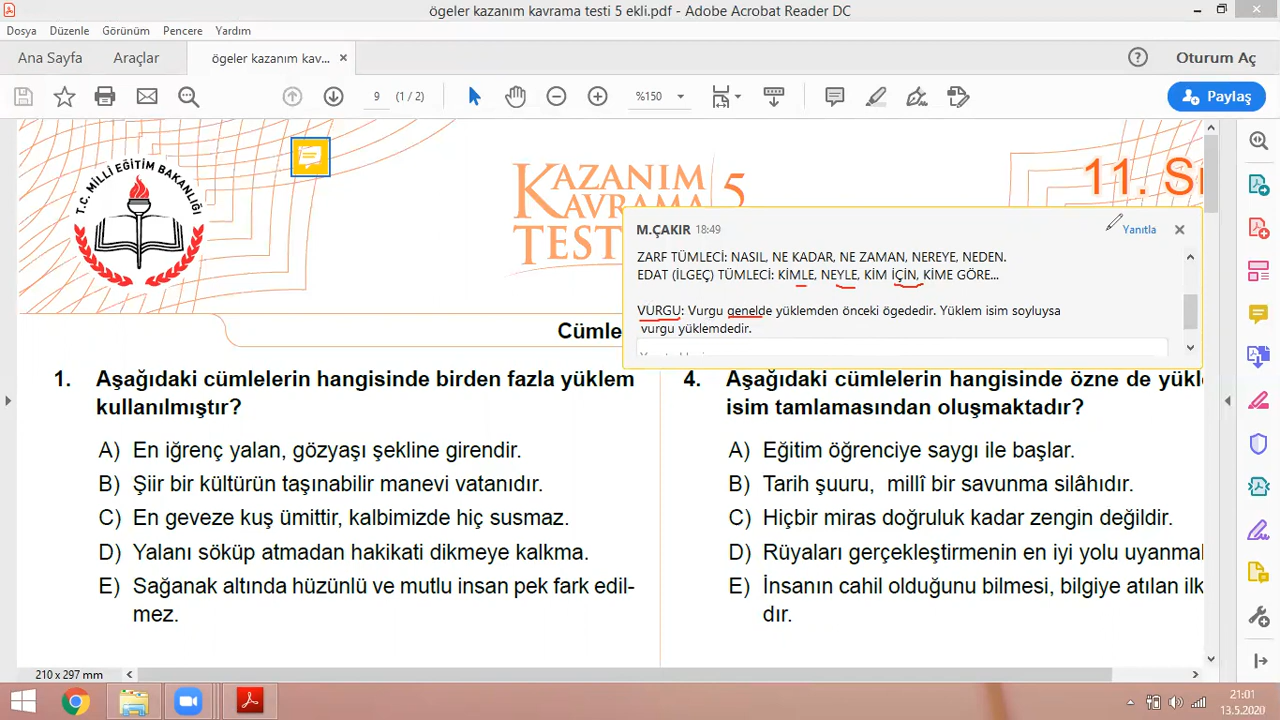 ögeler kazanım kavrama testi 5 ekli.pdf - Adobe Acrobat Reader DC
Dosya Düzenle Görünüm Pencere Yardım
Ana Sayfa Araçlar ögeler kazanım kav... × Oturum Aç
9 (1 / 2) %150 Paylaş
T.C. MİLLİ EĞİTİM BAKANLIĞI
KAZANIM
KAVRAMA
TEST
5
11. Sı
M.ÇAKIR 18:49 Yanıtla
ZARF TÜMLECİ: NASIL, NE KADAR, NE ZAMAN, NEREYE, NEDEN.
EDAT (İLGEÇ) TÜMLECİ: KİMLE, NEYLE, KİM İÇİN, KİME GÖRE...
VURGU: Vurgu genelde yüklemden önceki ögededir. Yüklem isim soyluysa
vurgu yüklemdedir.
Cümle
1. Aşağıdaki cümlelerin hangisinde birden fazla yüklem
kullanılmıştır?
A) En iğrenç yalan, gözyaşı şekline girendir.
B) Şiir bir kültürün taşınabilir manevi vatanıdır.
C) En geveze kuş ümittir, kalbimizde hiç susmaz.
D) Yalanı söküp atmadan hakikati dikmeye kalkma.
E) Sağanak altında hüzünlü ve mutlu insan pek fark edil-
mez.
4. Aşağıdaki cümlelerin hangisinde özne de yükl
isim tamlamasından oluşmaktadır?
A) Eğitim öğrenciye saygı ile başlar.
B) Tarih şuuru, millî bir savunma silâhıdır.
C) Hiçbir miras doğruluk kadar zengin değildir.
D) Rüyaları gerçekleştirmenin en iyi yolu uyanmal
E) İnsanın cahil olduğunu bilmesi, bilgiye atılan ilk
dır.
210 x 297 mm
21:01
13.5.2020